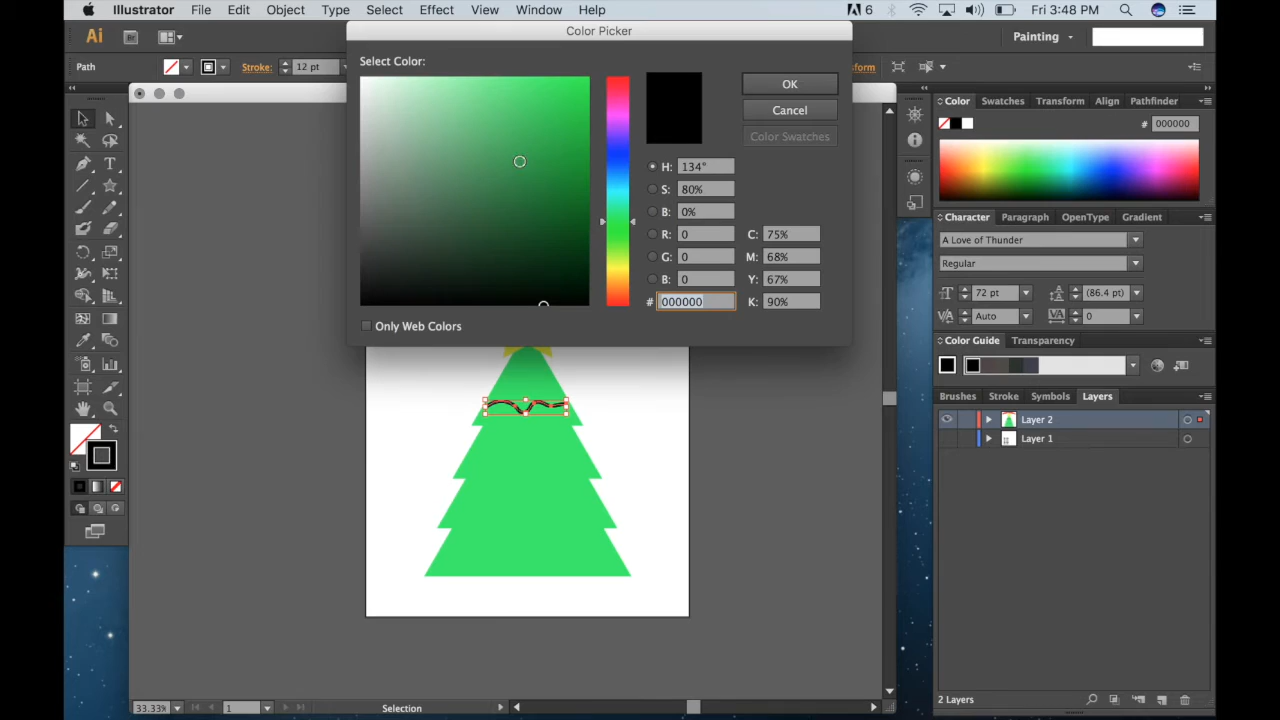 Illustrator File Edit Object Type Select Effect View Window Help 6 Fri 3:48 PM
Ai Br Painting
Path Stroke: 12 pt
Color Picker
Select Color:
OK
Cancel
Color Swatches
H: 134°
S: 80%
B: 0%
R: 0 C: 75%
G: 0 M: 68%
B: 0 Y: 67%
# 000000 K: 90%
Only Web Colors
Color Swatches Transform Align Pathfinder
# 000000
Character Paragraph OpenType Gradient
A Love of Thunder
Regular
72 pt (86.4 pt)
Auto 0
Color Guide Transparency
Brushes Stroke Symbols Layers
Layer 2
Layer 1
2 Layers
33.33% 1 Selection